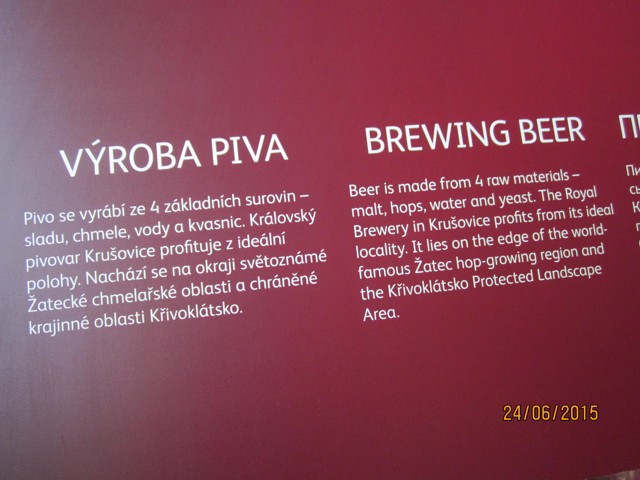 VÝROBA PIVA
Pivo se vyrábí ze 4 základních surovin –
sladu, chmele, vody a kvasnic. Královský
pivovar Krušovice profituje z ideální
polohy. Nachází se na okraji světoznámé
Žatecké chmelařské oblasti a chráněné
krajinné oblasti Křivoklátsko.
BREWING BEER
Beer is made from 4 raw materials –
malt, hops, water and yeast. The Royal
Brewery in Krušovice profits from its ideal
locality. It lies on the edge of the world-
famous Žatec hop-growing region and
the Křivoklátsko Protected Landscape
Area.
24/06/2015